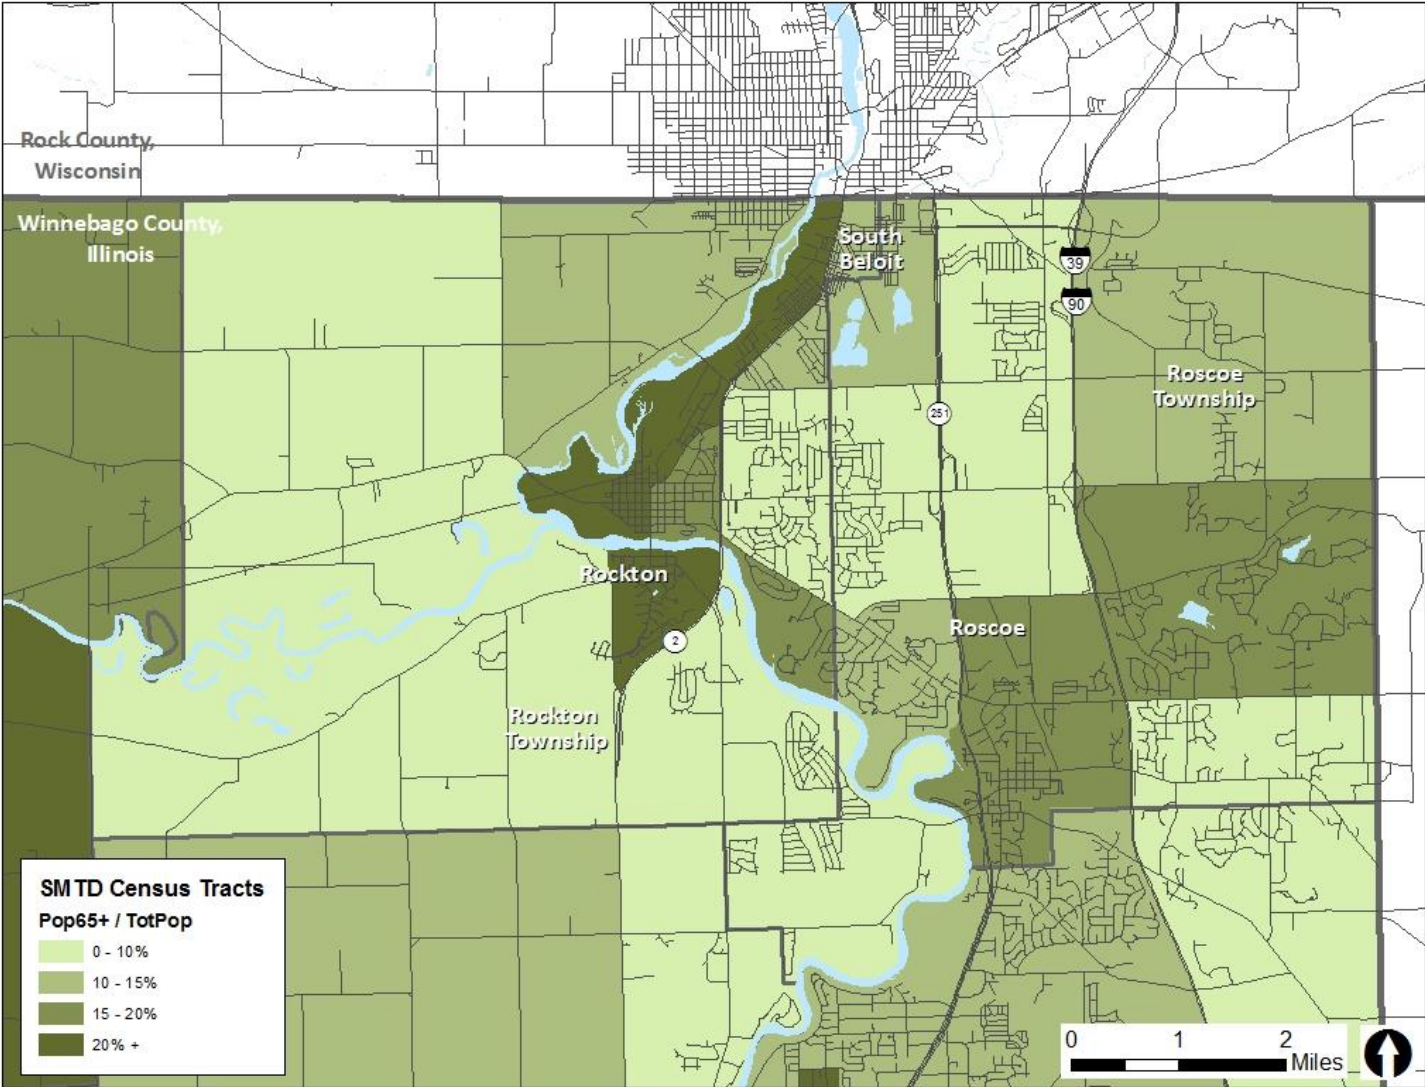 Rock County,
Wisconsin
Winnebago County,
Illinois
South
Beloit
39
90
Roscoe
Township
251
Rockton
Roscoe
2
Rockton
Township
SMTD Census Tracts
Pop65+ / TotPop
0 - 10%
10 - 15%
15 - 20%
20% +
0 1 2
Miles